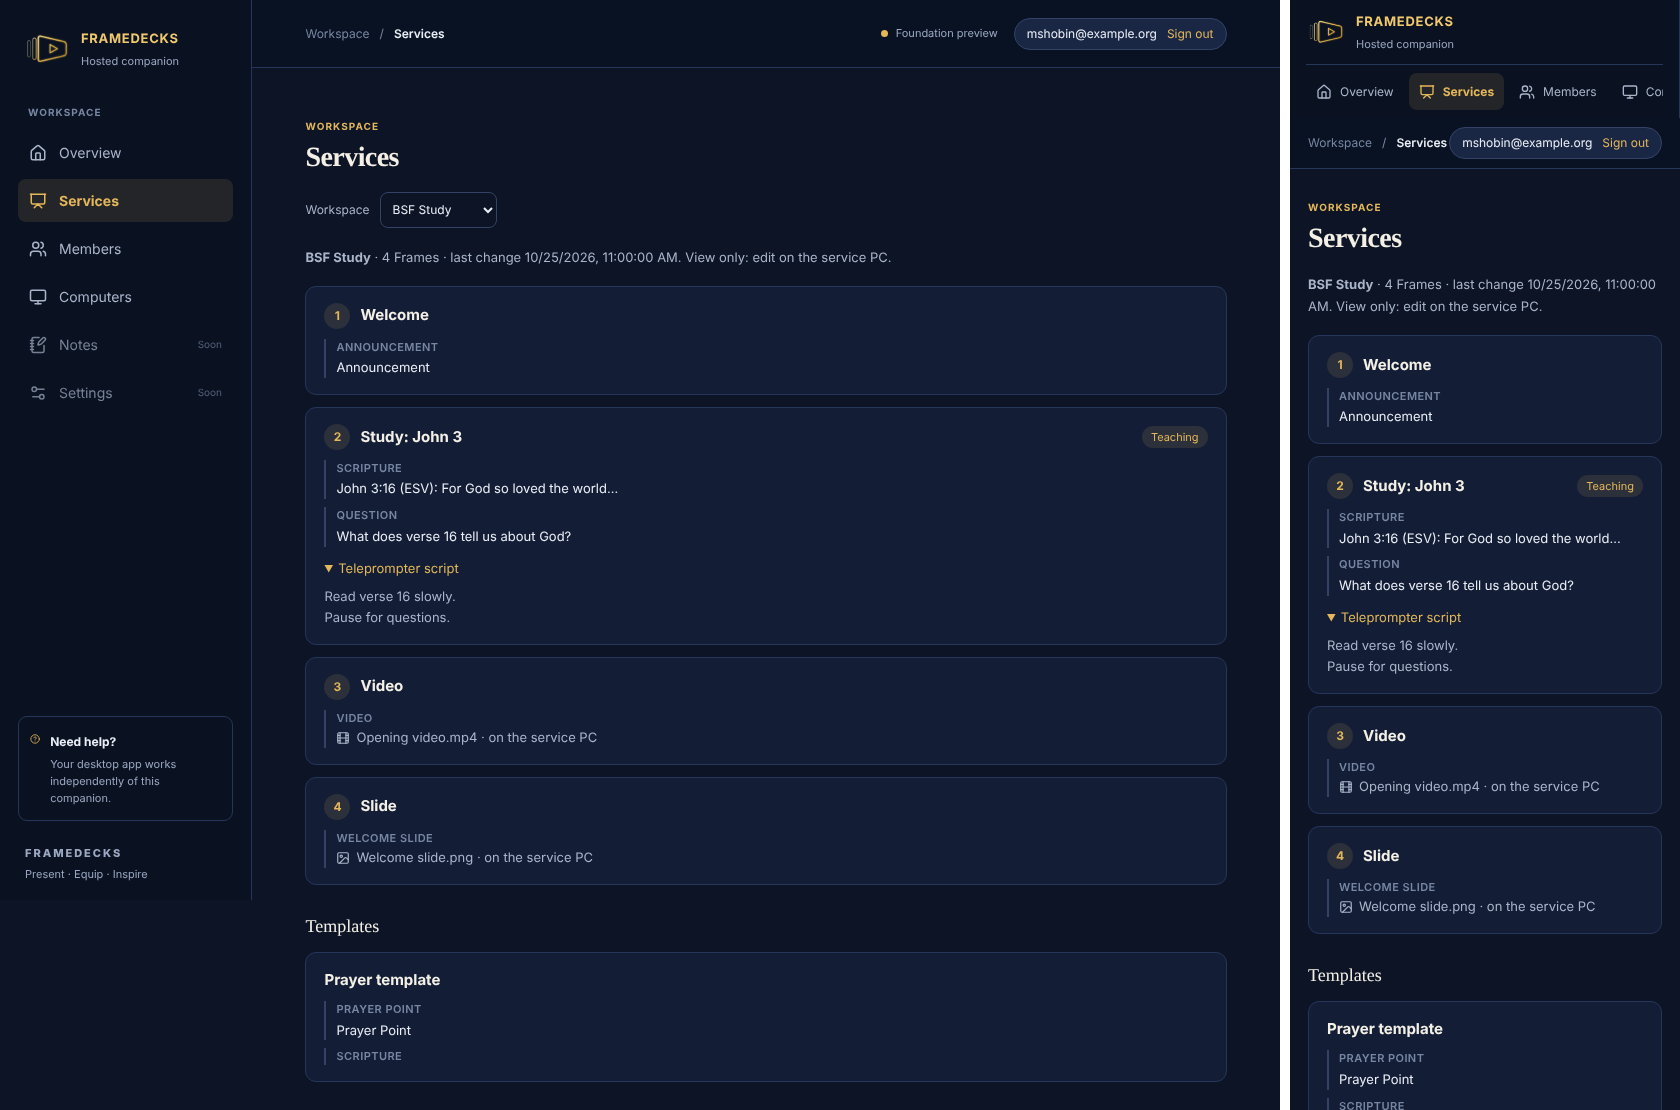 FRAMEDECKS
Hosted companion
WORKSPACE
Overview
Services
Members
Computers
Notes Soon
Settings Soon
Need help?
Your desktop app works
independently of this
companion.
FRAMEDECKS
Present · Equip · Inspire
Workspace / Services
Foundation preview
mshobin@example.org Sign out
WORKSPACE
Services
Workspace BSF Study
BSF Study · 4 Frames · last change 10/25/2026, 11:00:00 AM. View only: edit on the service PC.
1 Welcome
ANNOUNCEMENT
Announcement
2 Study: John 3 Teaching
SCRIPTURE
John 3:16 (ESV): For God so loved the world...
QUESTION
What does verse 16 tell us about God?
Teleprompter script
Read verse 16 slowly.
Pause for questions.
3 Video
VIDEO
Opening video.mp4 · on the service PC
4 Slide
WELCOME SLIDE
Welcome slide.png · on the service PC
Templates
Prayer template
PRAYER POINT
Prayer Point
SCRIPTURE
FRAMEDECKS
Hosted companion
Overview Services Members Co
Workspace / Services mshobin@example.org Sign out
WORKSPACE
Services
BSF Study · 4 Frames · last change 10/25/2026, 11:00:00
AM. View only: edit on the service PC.
1 Welcome
ANNOUNCEMENT
Announcement
2 Study: John 3 Teaching
SCRIPTURE
John 3:16 (ESV): For God so loved the world...
QUESTION
What does verse 16 tell us about God?
Teleprompter script
Read verse 16 slowly.
Pause for questions.
3 Video
VIDEO
Opening video.mp4 · on the service PC
4 Slide
WELCOME SLIDE
Welcome slide.png · on the service PC
Templates
Prayer template
PRAYER POINT
Prayer Point
SCRIPTURE